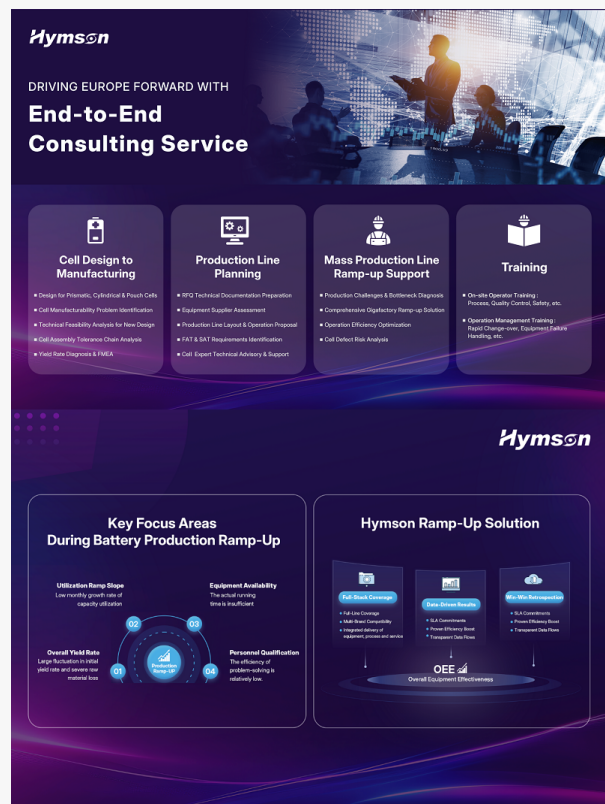 Hymson
DRIVING EUROPE FORWARD WITH
End-to-End
Consulting Service
Cell Design to
Manufacturing
Design for Prismatic, Cylindrical & Pouch Cells
Cell Manufacturability Problem Identification
Technical Feasibility Analysis for New Design
Cell Assembly Tolerance Chain Analysis
Yield Rate Diagnosis & FMEA
Production Line
Planning
RFQ Technical Documentation Preparation
Equipment Supplier Assessment
Production Line Layout & Operation Proposal
FAT & SAT Requirements Identification
Cell Expert Technical Advisory & Support
Mass Production Line
Ramp-up Support
Production Challenges & Bottleneck Diagnosis
Comprehensive Gigafactory Ramp-up Solution
Operation Efficiency Optimization
Cell Defect Risk Analysis
Training
On-site Operator Training :
Process, Quality Control, Safety, etc.
Operation Management Training :
Rapid Change-over, Equipment Failure
Handling, etc.
Hymson
Key Focus Areas
During Battery Production Ramp-Up
Utilization Ramp Slope
Low monthly growth rate of
capacity utilization
Equipment Availability
The actual running
time is insufficient
02
03
Overall Yield Rate
Large fluctuation in initial
yield rate and severe raw
material loss
01
Production
Ramp-UP
04
Personnel Qualification
The efficiency of
problem-solving is
relatively low.
Hymson Ramp-Up Solution
Full-Stack Coverage
Full-Line Coverage
Multi-Brand Compatibility
Integrated delivery of
equipment, process and service
Data-Driven Results
SLA Commitments
Proven Efficiency Boost
Transparent Data Flows
Win-Win Retrospection
SLA Commitments
Proven Efficiency Boost
Transparent Data Flows
OEE
Overall Equipment Effectiveness